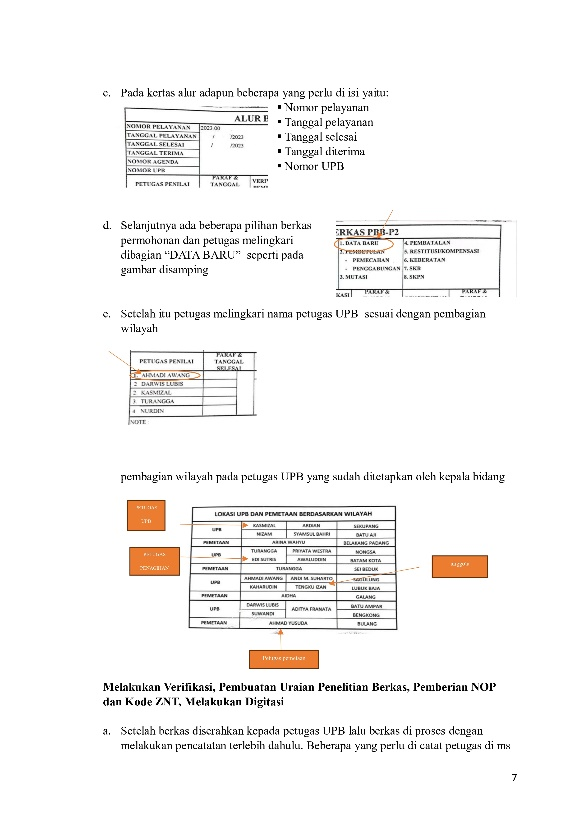 c. Pada kertas alur adapun beberapa yang perlu di isi yaitu:
▪ Nomor pelayanan
▪ Tanggal pelayanan
▪ Tanggal selesai
▪ Tanggal diterima
▪ Nomor UPB
ALUR B
NOMOR PELAYANAN 2023.00
TANGGAL PELAYANAN / /2023
TANGGAL SELESAI / /2023
TANGGAL TERIMA
NOMOR AGENDA
NOMOR UPB
PETUGAS PENILAI PARAF & TANGGAL VERI
d. Selanjutnya ada beberapa pilihan berkas
permohonan dan petugas melingkari
dibagian “DATA BARU” seperti pada
gambar disamping
ERKAS PBB-P2
1. DATA BARU 4. PEMBATALAN
2. PEMBETULAN 5. RESTITUSI/KOMPENSASI
- PEMECAHAN 6. KEBERATAN
- PENGGABUNGAN 7. SKB
3. MUTASI 8. SKPN
KASI PARAF & PARAF &
e. Setelah itu petugas melingkari nama petugas UPB sesuai dengan pembagian
wilayah
PETUGAS PENILAI PARAF & TANGGAL SELESAI
1. AHMADI AWANG
2 DARWIS LUBIS
2 KASMIZAL
3. TURANGGA
4 NURDIN
NOTE
pembagian wilayah pada petugas UPB yang sudah ditetapkan oleh kepala bidang
LOKASI UPB DAN PEMETAAN BERDASARKAN WILAYAH
UPB KASMIZAL ARDIAN SEKUPANG
NIZAM SYAMSUL BAHRI BATU AJI
PEMETAAN ARINA WAHYU BELAKANG PADANG
UPB TURANGGA PRIYATA WESTRA NONGSA
EDI SUTRIS AWALUDDIN BATAM KOTA
PEMETAAN TURANGGA SEI BEDUK
UPB AHMADI AWANG ANDI M. SUHARTO SAGULUNG
KAHARUDIN TENGKU IZAN LUBUK BAJA
PEMETAAN AIDHA GALANG
UPB DARWIS LUBIS ADITYA FRANATA BATU AMPAR
SUWANDI BENGKONG
PEMETAAN AHMAD YUSUDA BULANG
PETUGAS
UPB
PETUGAS
PENAGIHAN
anggota
Petugas pemetaan
Melakukan Verifikasi, Pembuatan Uraian Penelitian Berkas, Pemberian NOP
dan Kode ZNT, Melakukan Digitasi
a. Setelah berkas diserahkan kepada petugas UPB lalu berkas di proses dengan
melakukan pencatatan terlebih dahulu. Beberapa yang perlu di catat petugas di ms
7